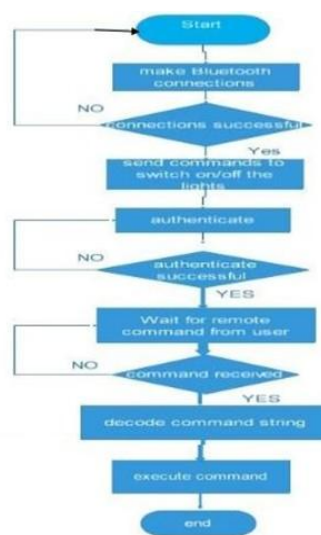 Start
make Bluetooth
connections
NO
connections successful
Yes
send commands to
switch on/off the
lights
authenticate
NO
authenticate
successful
YES
Wait for remote
command from user
NO
command received
YES
decode command string
execute command
end